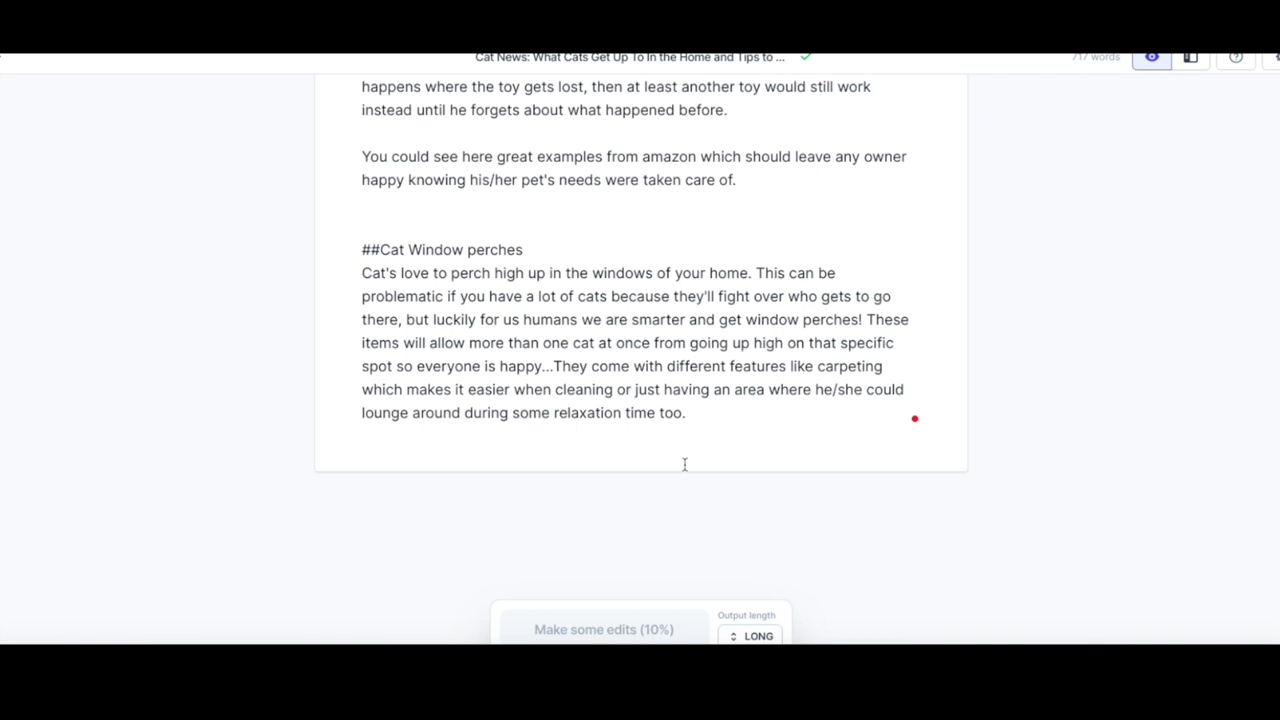 Cat News: What Cats Get Up To In the Home and Tips to ...
717 words
happens where the toy gets lost, then at least another toy would still work
instead until he forgets about what happened before.
You could see here great examples from amazon which should leave any owner
happy knowing his/her pet's needs were taken care of.
##Cat Window perches
Cat's love to perch high up in the windows of your home. This can be
problematic if you have a lot of cats because they'll fight over who gets to go
there, but luckily for us humans we are smarter and get window perches! These
items will allow more than one cat at once from going up high on that specific
spot so everyone is happy...They come with different features like carpeting
which makes it easier when cleaning or just having an area where he/she could
lounge around during some relaxation time too.
Output length
Make some edits (10%)
LONG